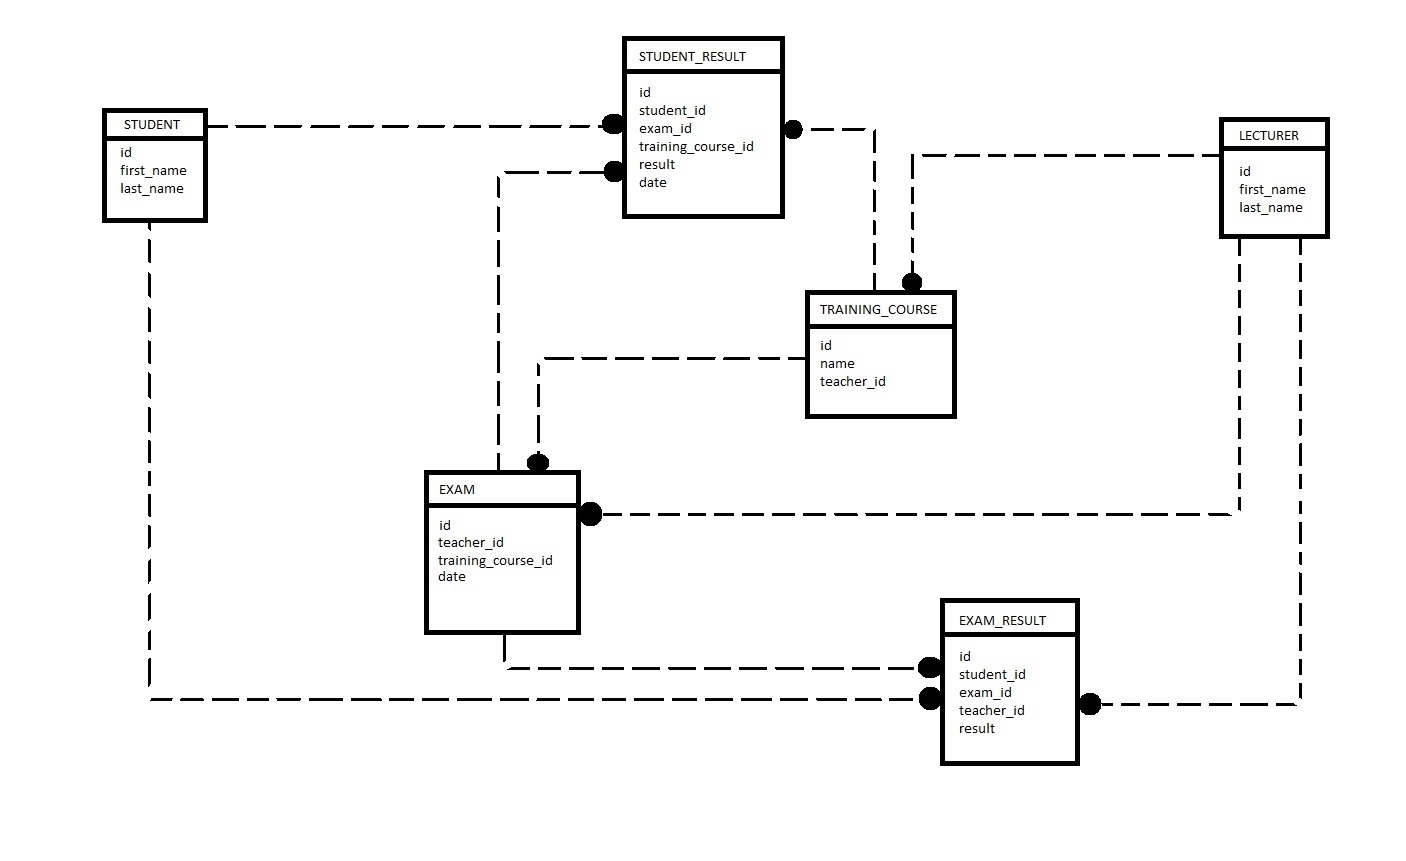 STUDENT_RESULT
id
student_id
exam_id
training_course_id
result
date
STUDENT
id
first_name
last_name
LECTURER
id
first_name
last_name
TRAINING_COURSE
id
name
teacher_id
EXAM
id
teacher_id
training_course_id
date
EXAM_RESULT
id
student_id
exam_id
teacher_id
result